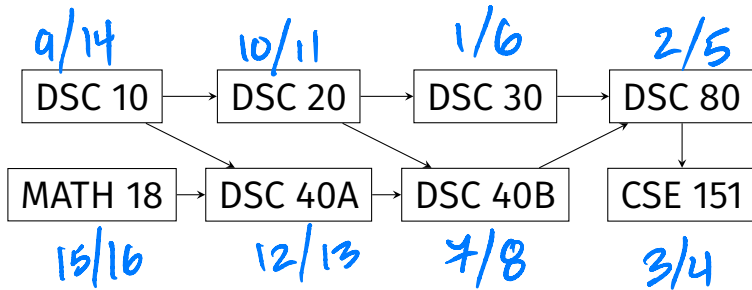 9/14 10/11 1/6 2/5
DSC 10 DSC 20 DSC 30 DSC 80
MATH 18 DSC 40A DSC 40B CSE 151
15/16 12/13 7/8 3/4